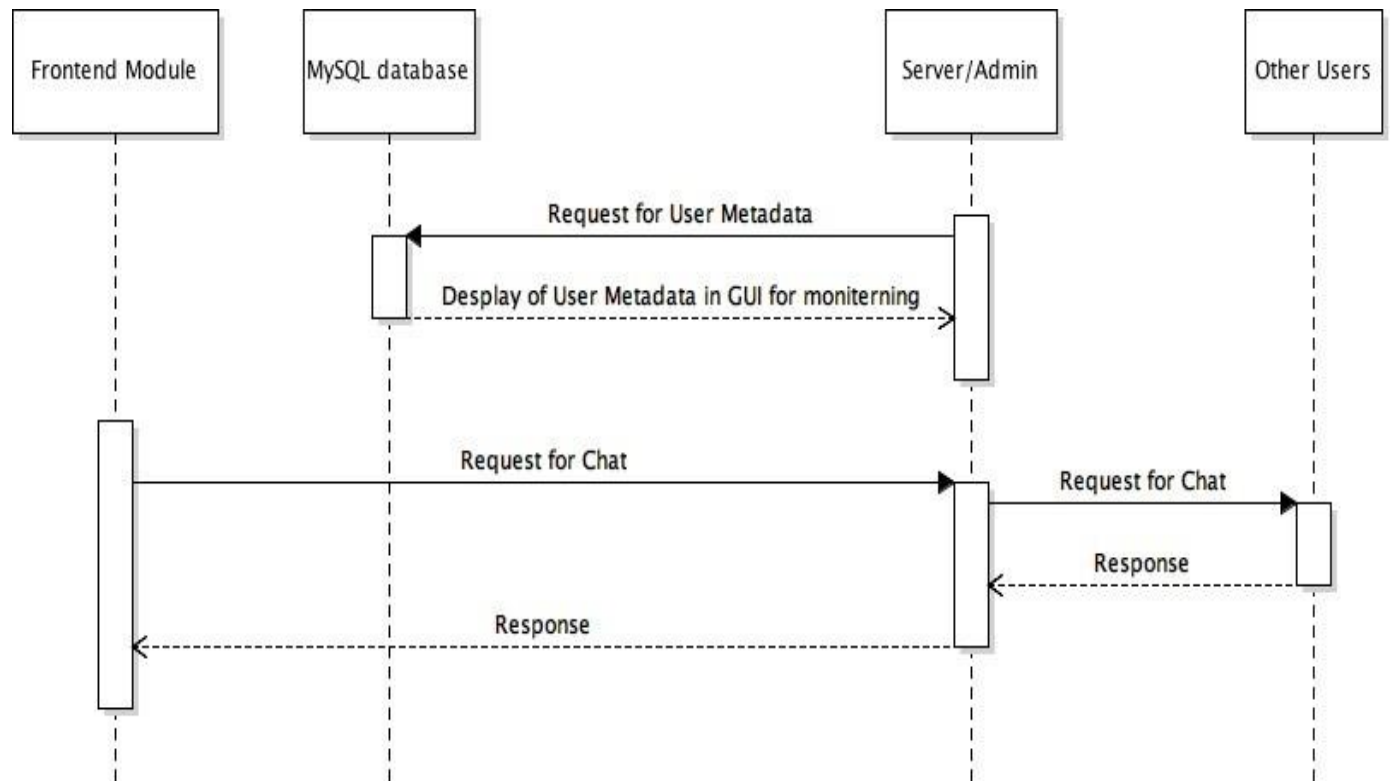 Frontend Module
MySQL database
Server/Admin
Other Users
Request for User Metadata
Desplay of User Metadata in GUI for moniterning
Request for Chat
Request for Chat
Response
Response